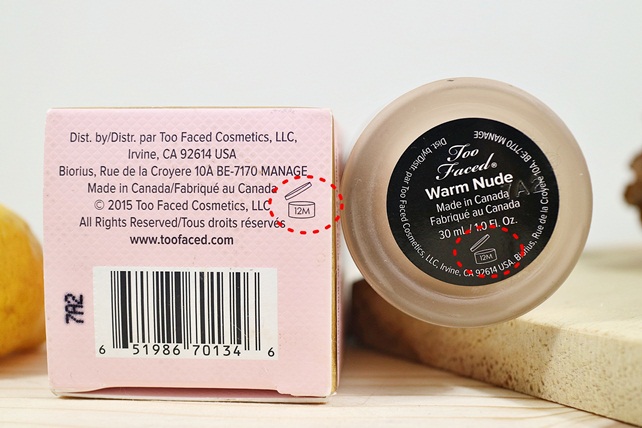 Dist. by/Distr. par Too Faced Cosmetics, LLC,
Irvine, CA 92614 USA
Biorius, Rue de la Croyere 10A BE-7170 MANAGE
Made in Canada/Fabriqué au Canada
© 2015 Too Faced Cosmetics, LLC
All Rights Reserved/Tous droits réservés
www.toofaced.com
12M
7A2
6 51986 70134 6
Too
Faced®
Warm Nude
Made in Canada
Fabriqué au Canada
30 mL / 1.0 Fl. Oz.
12M
Dist. by/Distr. par Too Faced Cosmetics, LLC, Irvine, CA 92614 USA, Biorius, Rue de la Croyere 10A, BE-7170 MANAGE